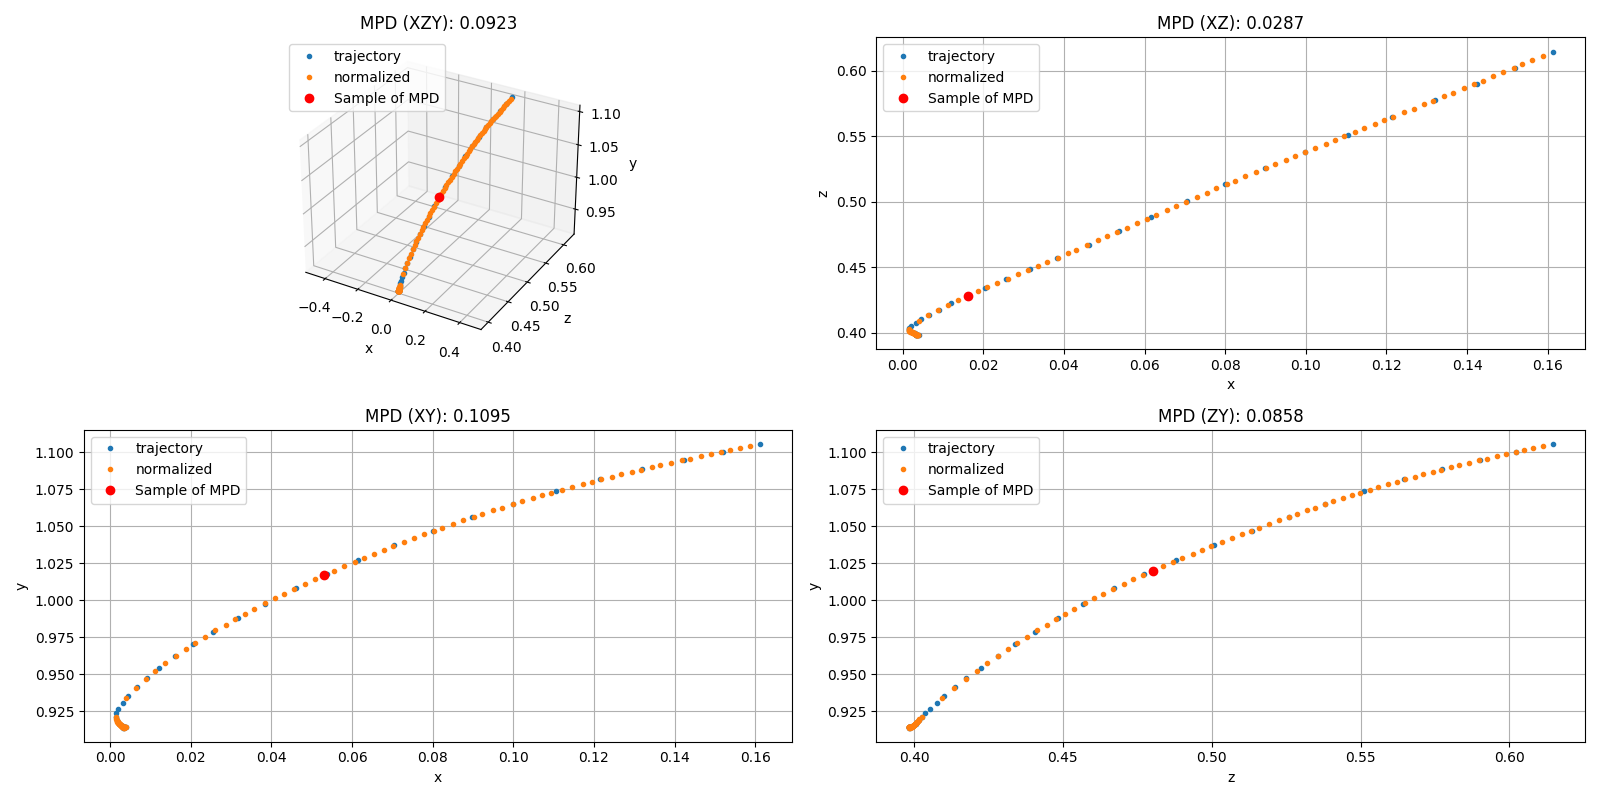 MPD (XZY): 0.0923
trajectory
normalized
Sample of MPD
1.10
1.05
1.00
0.95
y
−0.4
−0.2
0.0
0.2
0.4
x
0.40
0.45
0.50
0.55
0.60
z
MPD (XZ): 0.0287
trajectory
normalized
Sample of MPD
0.60
0.55
0.50
0.45
0.40
z
0.00 0.02 0.04 0.06 0.08 0.10 0.12 0.14 0.16
x
MPD (XY): 0.1095
trajectory
normalized
Sample of MPD
1.100
1.075
1.050
1.025
1.000
0.975
0.950
0.925
y
0.00 0.02 0.04 0.06 0.08 0.10 0.12 0.14 0.16
x
MPD (ZY): 0.0858
trajectory
normalized
Sample of MPD
1.100
1.075
1.050
1.025
1.000
0.975
0.950
0.925
y
0.40 0.45 0.50 0.55 0.60
z